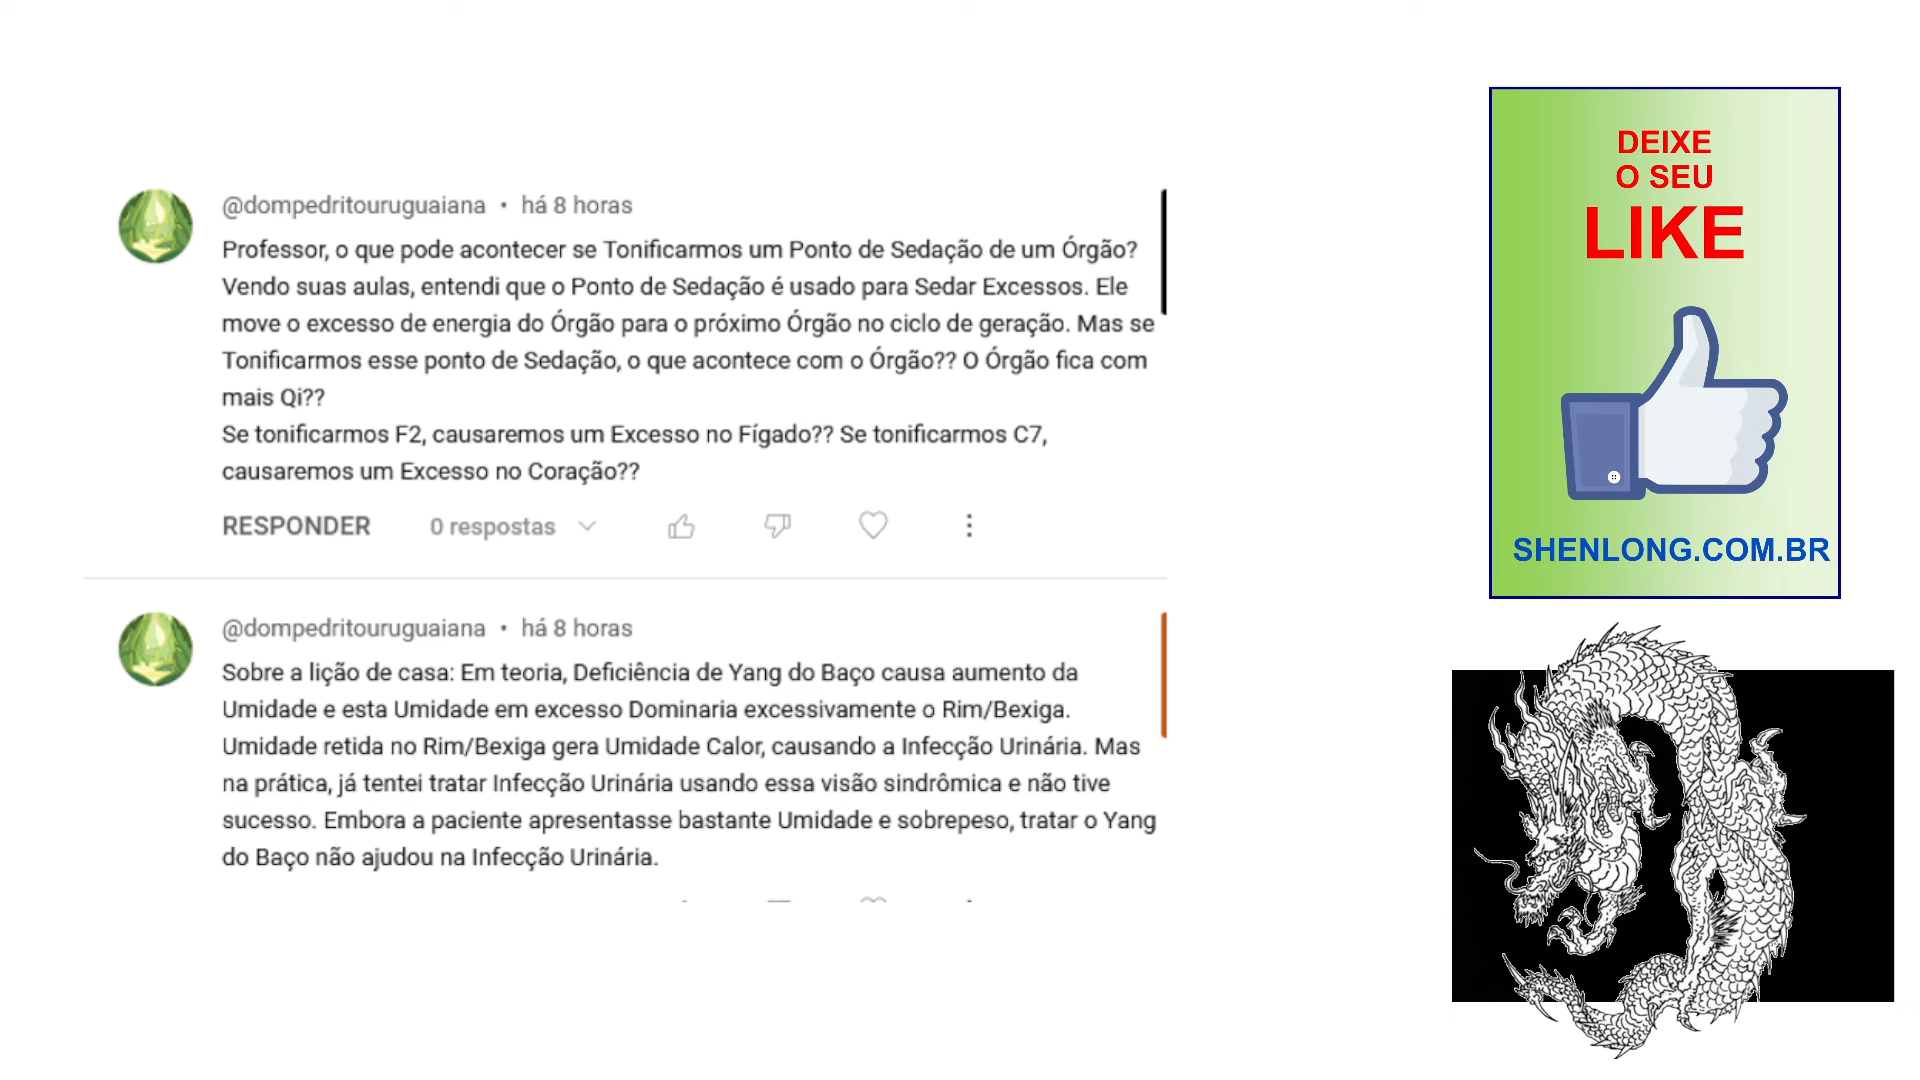 @dompedritouruguaiana • há 8 horas
Professor, o que pode acontecer se Tonificarmos um Ponto de Sedação de um Órgão?
Vendo suas aulas, entendi que o Ponto de Sedação é usado para Sedar Excessos. Ele
move o excesso de energia do Órgão para o próximo Órgão no ciclo de geração. Mas se
Tonificarmos esse ponto de Sedação, o que acontece com o Órgão?? O Órgão fica com
mais Qi??
Se tonificarmos F2, causaremos um Excesso no Fígado?? Se tonificarmos C7,
causaremos um Excesso no Coração??
RESPONDER 0 respostas
@dompedritouruguaiana • há 8 horas
Sobre a lição de casa: Em teoria, Deficiência de Yang do Baço causa aumento da
Umidade e esta Umidade em excesso Dominaria excessivamente o Rim/Bexiga.
Umidade retida no Rim/Bexiga gera Umidade Calor, causando a Infecção Urinária. Mas
na prática, já tentei tratar Infecção Urinária usando essa visão sindrômica e não tive
sucesso. Embora a paciente apresentasse bastante Umidade e sobrepeso, tratar o Yang
do Baço não ajudou na Infecção Urinária.
DEIXE
O SEU
LIKE
SHENLONG.COM.BR